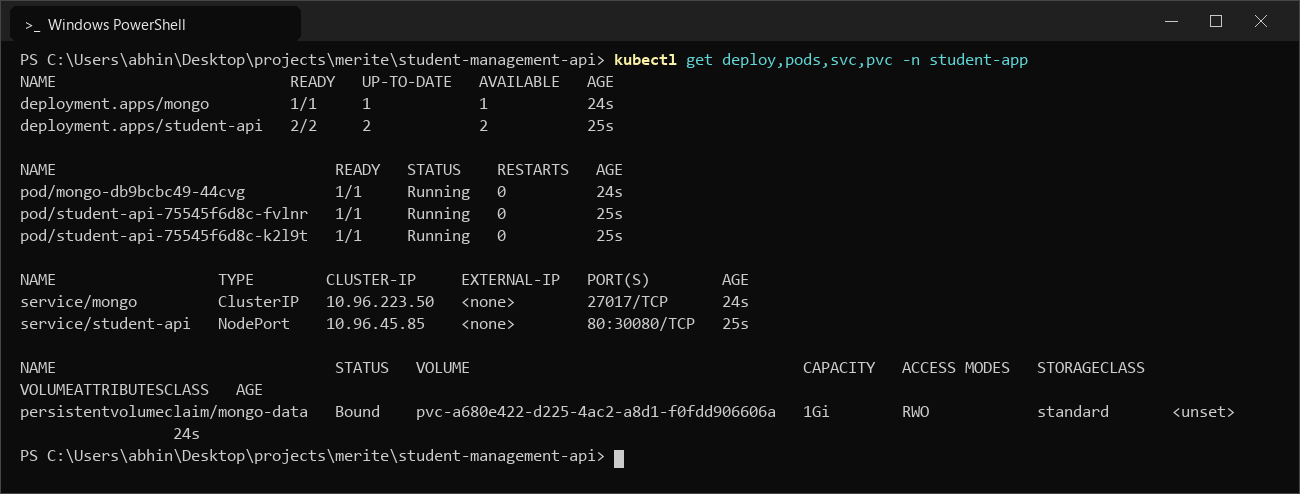 >_ Windows PowerShell
PS C:\Users\abhin\Desktop\projects\merite\student-management-api> kubectl get deploy,pods,svc,pvc -n student-app
NAME                          READY   UP-TO-DATE   AVAILABLE   AGE
deployment.apps/mongo         1/1     1            1           24s
deployment.apps/student-api   2/2     2            2           25s

NAME                               READY   STATUS    RESTARTS   AGE
pod/mongo-db9bcbc49-44cvg          1/1     Running   0          24s
pod/student-api-75545f6d8c-fvlnr   1/1     Running   0          25s
pod/student-api-75545f6d8c-k2l9t   1/1     Running   0          25s

NAME                  TYPE        CLUSTER-IP     EXTERNAL-IP   PORT(S)        AGE
service/mongo         ClusterIP   10.96.223.50   <none>        27017/TCP      24s
service/student-api   NodePort    10.96.45.85    <none>        80:30080/TCP   25s

NAME                               STATUS   VOLUME                                     CAPACITY   ACCESS MODES   STORAGECLASS
VOLUMEATTRIBUTESCLASS   AGE
persistentvolumeclaim/mongo-data   Bound    pvc-a680e422-d225-4ac2-a8d1-f0fdd906606a   1Gi        RWO            standard       <unset>
                 24s
PS C:\Users\abhin\Desktop\projects\merite\student-management-api>